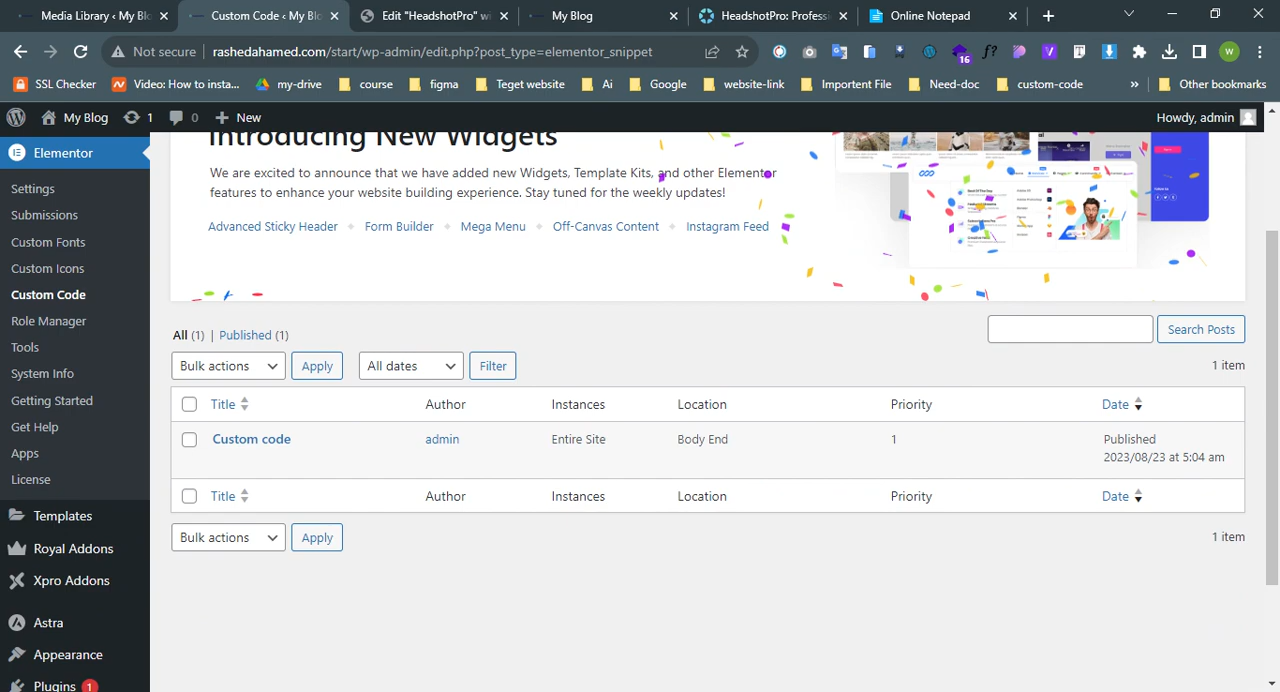 Media Library ‹ My B
Custom Code ‹ My Blo
Edit "HeadshotPro" wi
My Blog
HeadshotPro: Profess
Online Notepad
Not secure
rashedahamed.com/start/wp-admin/edit.php?post_type=elementor_snippet
16
W
SSL Checker
Video: How to insta...
my-drive
course
figma
Teget website
Ai
Google
website-link
Importent File
Need-doc
custom-code
»
Other bookmarks
My Blog
1
0
New
Howdy, admin
Elementor
Settings
Submissions
Custom Fonts
Custom Icons
Custom Code
Role Manager
Tools
System Info
Getting Started
Get Help
Apps
License
Templates
Royal Addons
Xpro Addons
Astra
Appearance
Plugins 1
Introducing New Widgets
We are excited to announce that we have added new Widgets, Template Kits, and other Elementor
features to enhance your website building experience. Stay tuned for the weekly updates!
Advanced Sticky Header
Form Builder
Mega Menu
Off-Canvas Content
Instagram Feed
All (1) | Published (1)
Search Posts
Bulk actions
Apply
All dates
Filter
1 item
Title
Author
Instances
Location
Priority
Date
Custom code
admin
Entire Site
Body End
1
Published
2023/08/23 at 5:04 am
Title
Author
Instances
Location
Priority
Date
Bulk actions
Apply
1 item